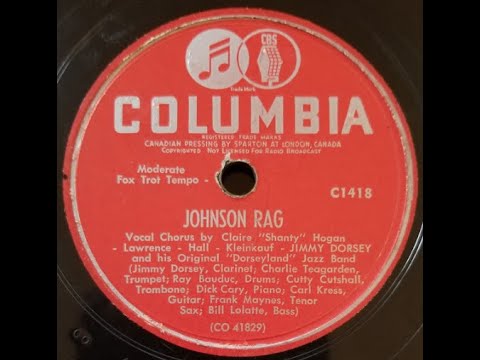 CBS
Trade Mark
COLUMBIA
REGISTERED TRADE MARKS
CANADIAN PRESSING BY SPARTON AT LONDON, CANADA
COPYRIGHTED Not Licensed For Radio Broadcast
Moderate
Fox Trot Tempo -
C1418
JOHNSON RAG
Vocal Chorus by Claire "Shanty" Hogan
- Lawrence - Hall - Kleinkauf - JIMMY DORSEY
and his Original "Dorseyland" Jazz Band
(Jimmy Dorsey, Clarinet; Charlie Teagarden,
Trumpet; Ray Bauduc, Drums; Cutty Cutshall,
Trombone; Dick Cary, Piano; Carl Kress,
Guitar; Frank Maynes, Tenor
Sax; Bill Lolatte, Bass)
(CO 41829)